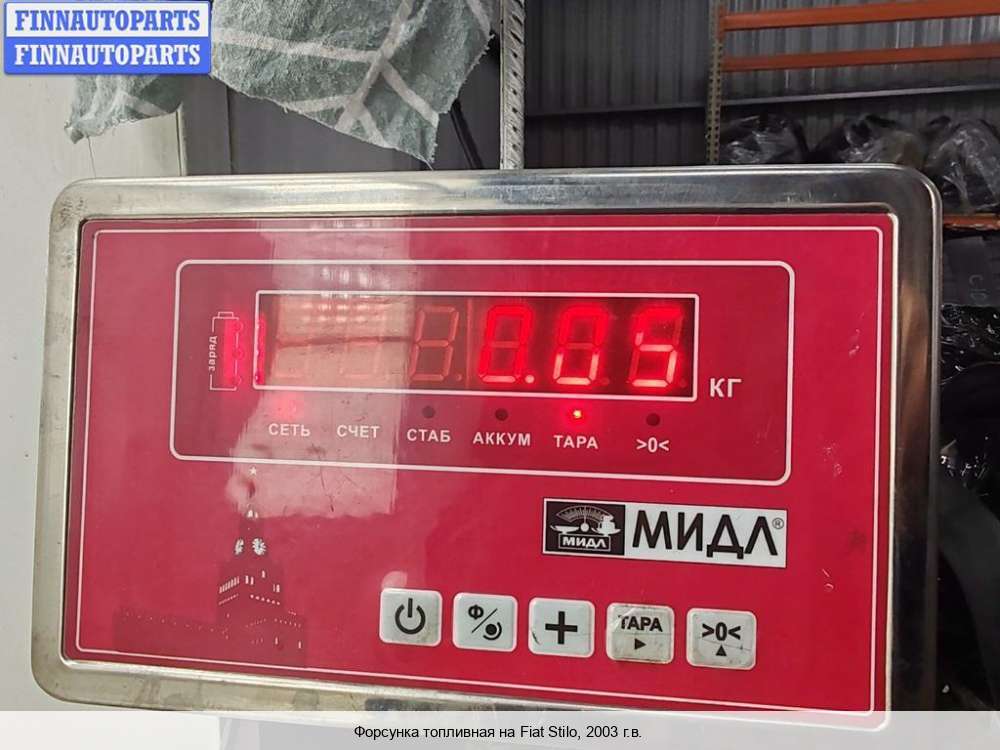 FINNAUTOPARTS
FINNAUTOPARTS
заряд
0.05
КГ
СЕТЬ СЧЕТ СТАБ АККУМ ТАРА >0<
МИДЛ
МИДЛ®
Ф/
ТАРА
>0<
Форсунка топливная на Fiat Stilo, 2003 г.в.